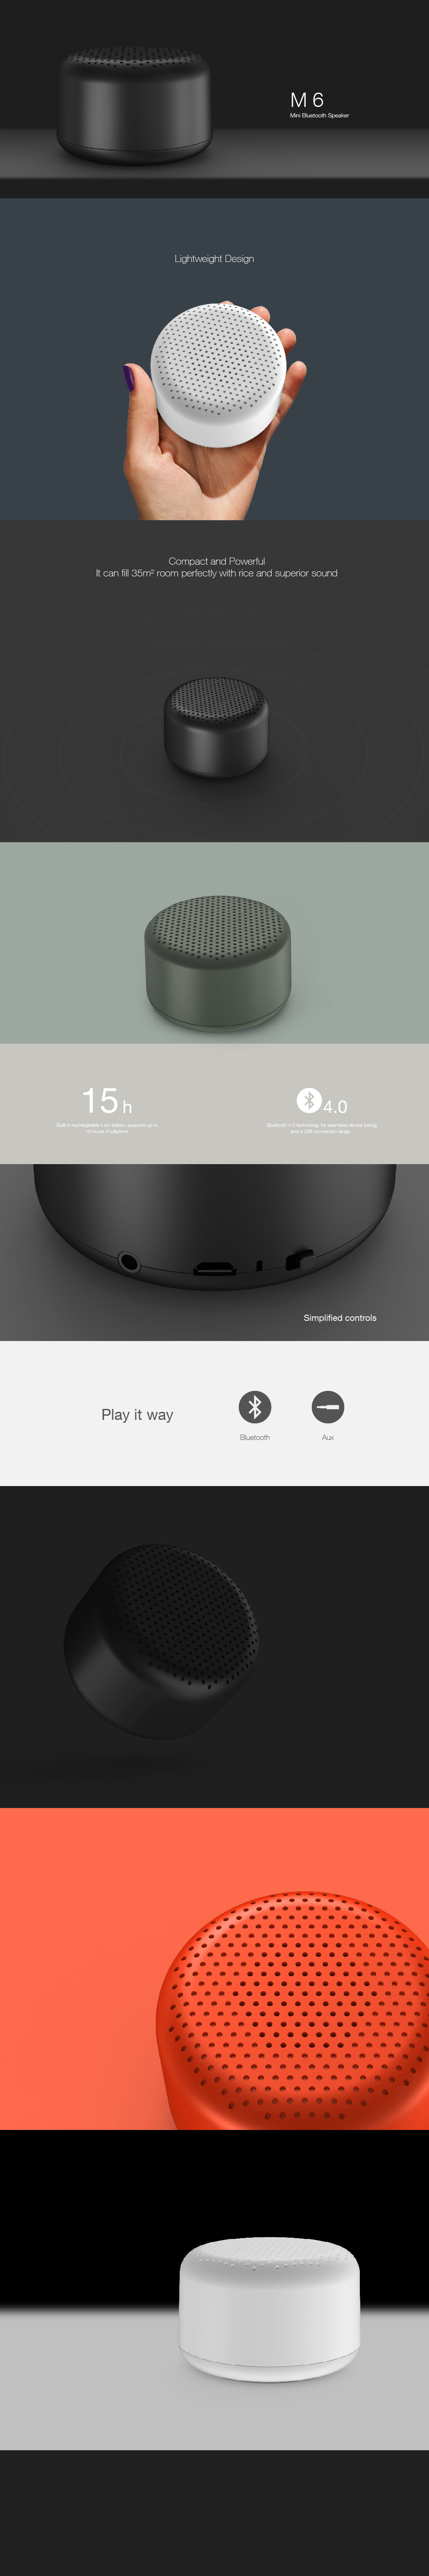 M 6
Mini Bluetooth Speaker
Lightweight Design
Compact and Powerful
It can fill 35m² room perfectly with rice and superior sound
15 h
4.0
Built-in rechargeable li-ion battery supports up to
15 hours of playtime
Bluetooth 4.0 technology for seamless device linking
and a 33ft connection range
Simplified controls
Play it way
Bluetooth
Aux